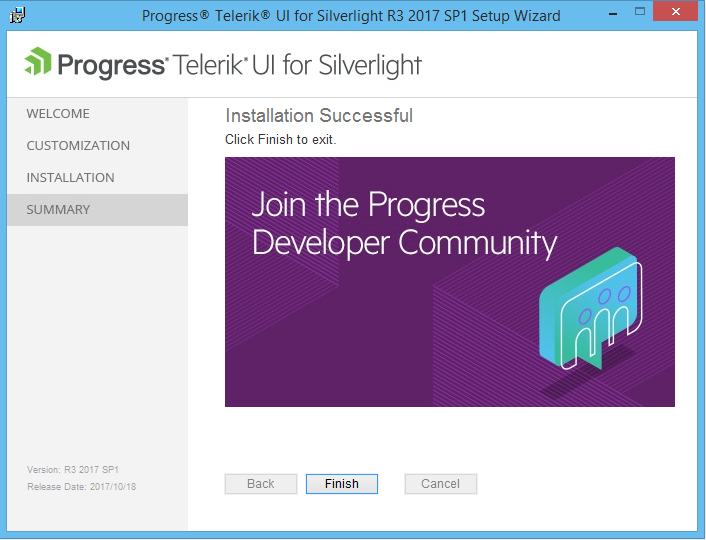 Progress® Telerik® UI for Silverlight R3 2017 SP1 Setup Wizard
Progress® Telerik® UI for Silverlight
WELCOME
CUSTOMIZATION
INSTALLATION
SUMMARY
Installation Successful
Click Finish to exit.
Join the Progress
Developer Community
Version: R3 2017 SP1
Release Date: 2017/10/18
Back
Finish
Cancel